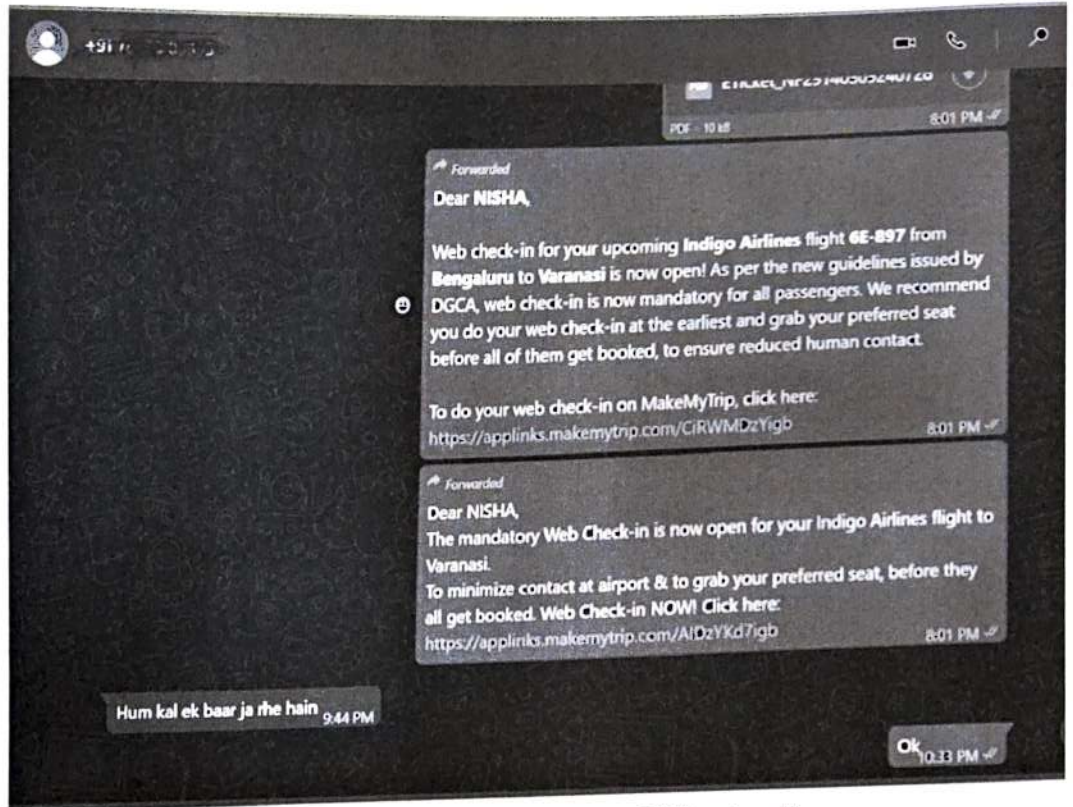 +91
PDF · 10 kB
8:01 PM
Forwarded
Dear NISHA,
Web check-in for your upcoming Indigo Airlines flight 6E-897 from
Bengaluru to Varanasi is now open! As per the new guidelines issued by
DGCA, web check-in is now mandatory for all passengers. We recommend
you do your web check-in at the earliest and grab your preferred seat
before all of them get booked, to ensure reduced human contact.
To do your web check-in on MakeMyTrip, click here:
https://applinks.makemytrip.com/CiRWMDzYigb
8:01 PM
Forwarded
Dear NISHA,
The mandatory Web Check-in is now open for your Indigo Airlines flight to
Varanasi.
To minimize contact at airport & to grab your preferred seat, before they
all get booked. Web Check-in NOW! Click here:
https://applinks.makemytrip.com/AlDzYKd7igb
8:01 PM
Hum kal ek baar ja rhe hain 9:44 PM
Ok 10:33 PM